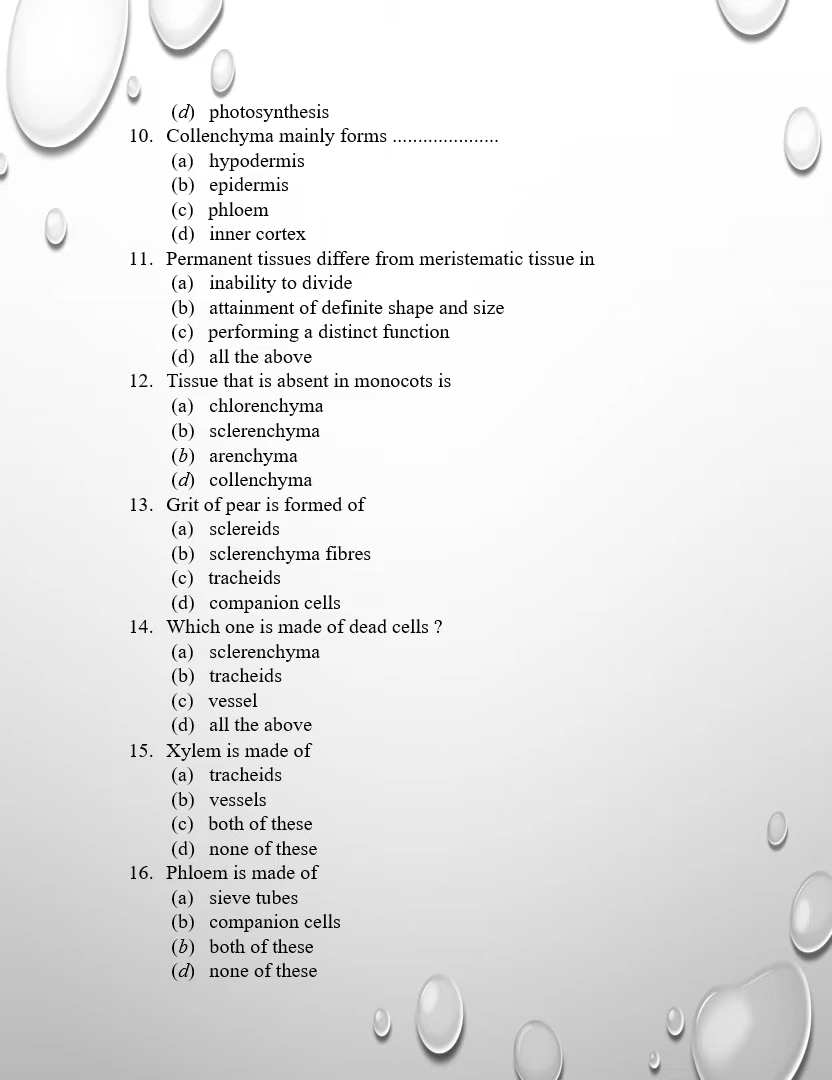 (d) photosynthesis
10. Collenchyma mainly forms .....................
(a) hypodermis
(b) epidermis
(c) phloem
(d) inner cortex
11. Permanent tissues differe from meristematic tissue in
(a) inability to divide
(b) attainment of definite shape and size
(c) performing a distinct function
(d) all the above
12. Tissue that is absent in monocots is
(a) chlorenchyma
(b) sclerenchyma
(b) arenchyma
(d) collenchyma
13. Grit of pear is formed of
(a) sclereids
(b) sclerenchyma fibres
(c) tracheids
(d) companion cells
14. Which one is made of dead cells ?
(a) sclerenchyma
(b) tracheids
(c) vessel
(d) all the above
15. Xylem is made of
(a) tracheids
(b) vessels
(c) both of these
(d) none of these
16. Phloem is made of
(a) sieve tubes
(b) companion cells
(b) both of these
(d) none of these